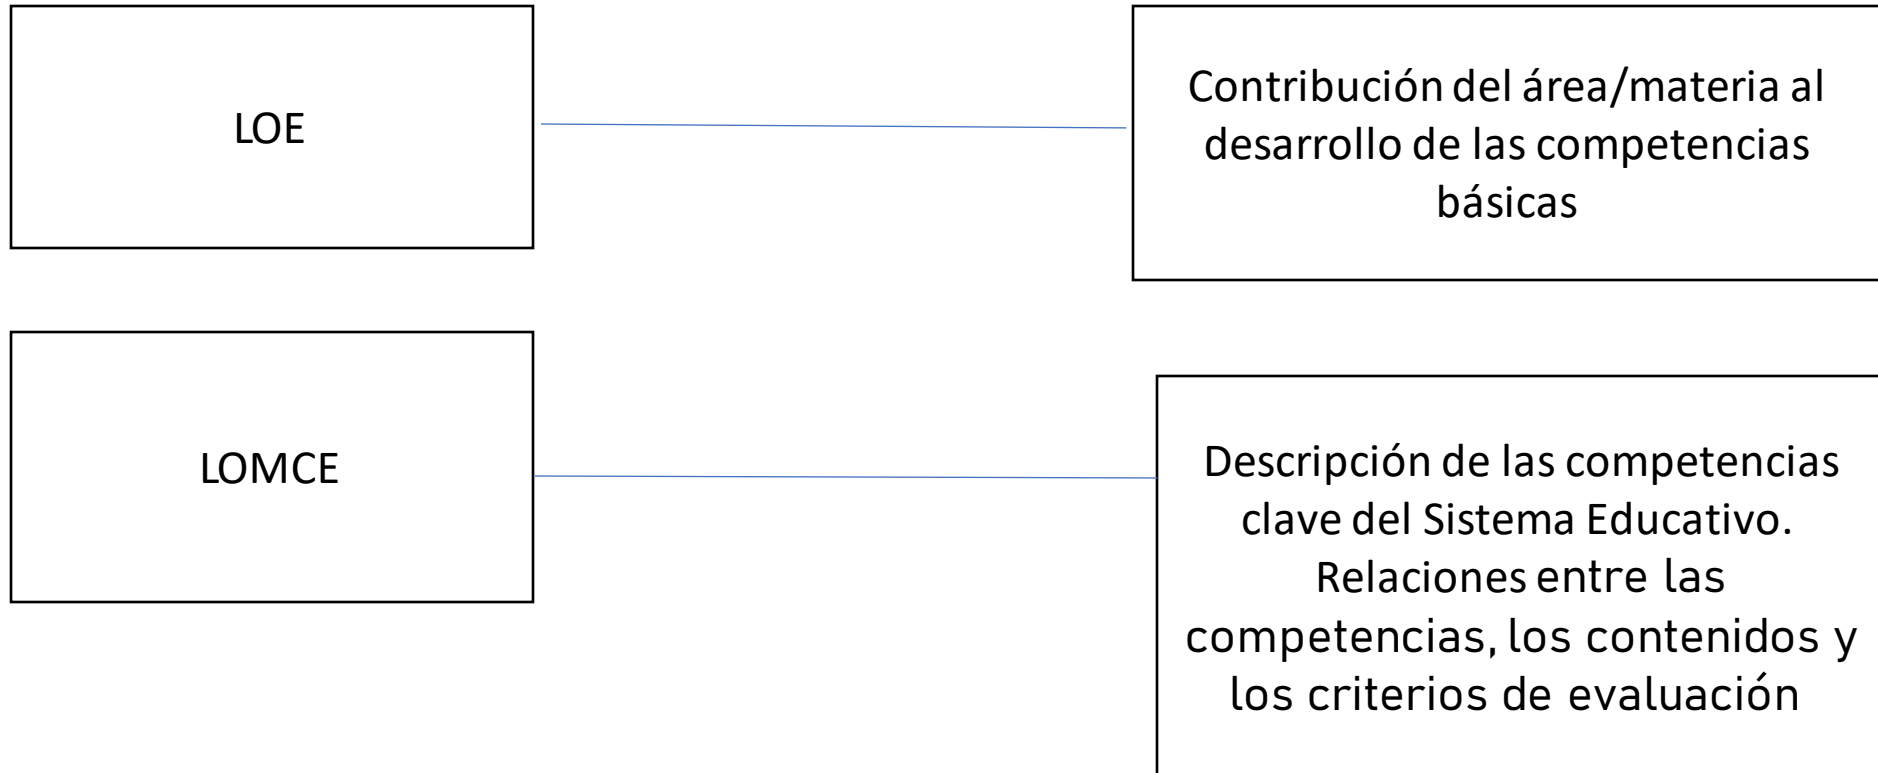 LOE
Contribución del área/materia al
desarrollo de las competencias
básicas
LOMCE
Descripción de las competencias
clave del Sistema Educativo.
Relaciones entre las
competencias, los contenidos y
los criterios de evaluación